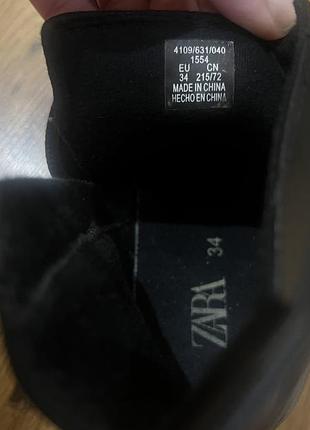 4109/631/040
1554
EU CN
34 215/72
MADE IN CHINA
HECHO EN CHINA
ZARA 34